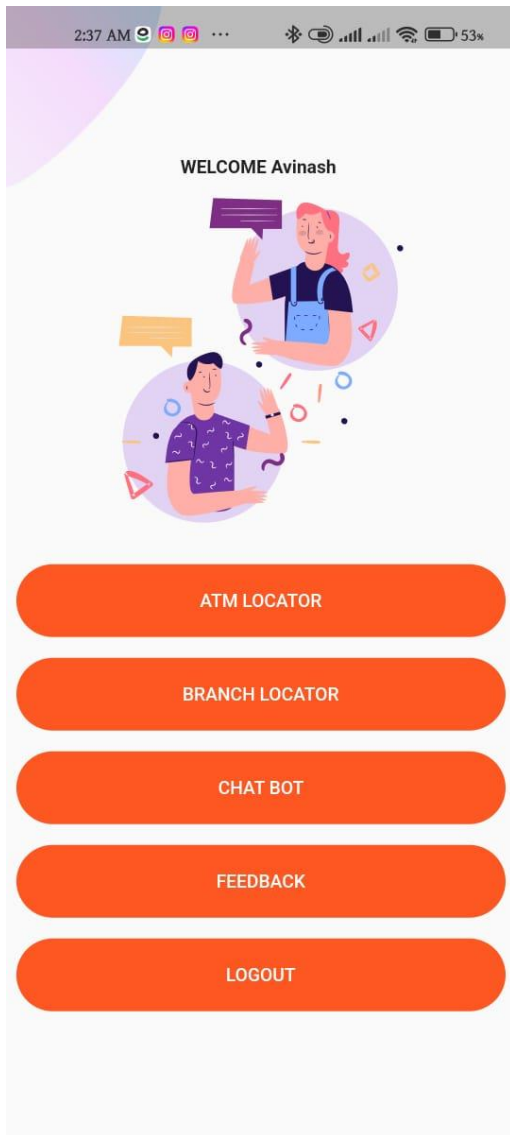 2:37 AM ··· 53%
WELCOME Avinash
ATM LOCATOR
BRANCH LOCATOR
CHAT BOT
FEEDBACK
LOGOUT